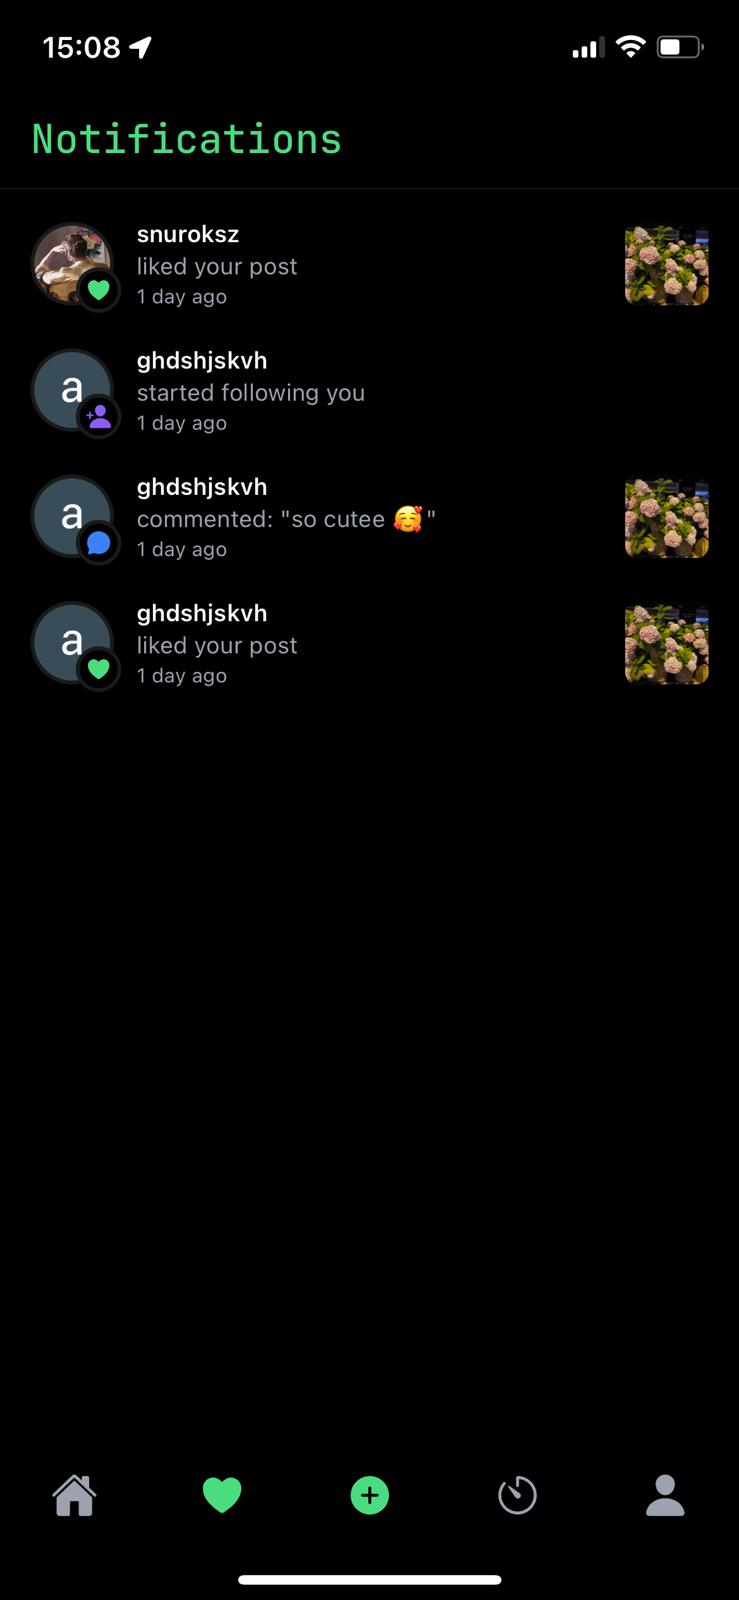 15:08
Notifications
snuroksz
liked your post
1 day ago
a
ghdshjskvh
started following you
1 day ago
a
ghdshjskvh
commented: "so cutee 🥰"
1 day ago
a
ghdshjskvh
liked your post
1 day ago